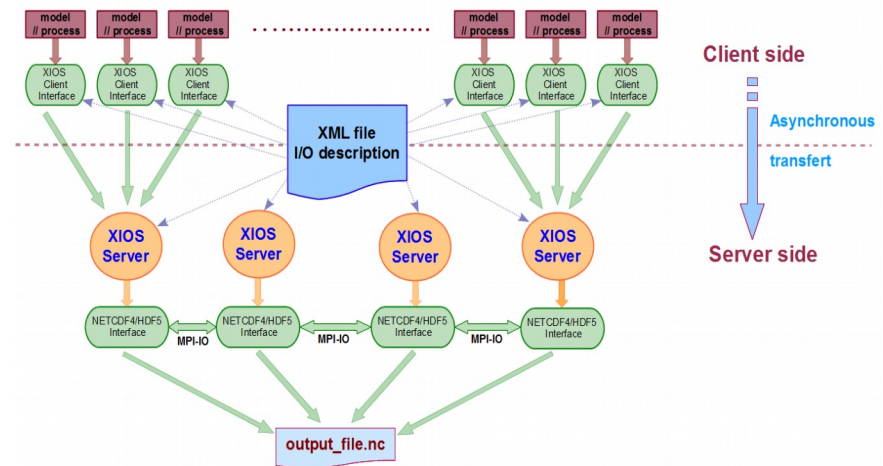 model
// process
model
// process
model
// process
model
// process
model
// process
model
// process
XIOS
Client
Interface
XIOS
Client
Interface
XIOS
Client
Interface
XIOS
Client
Interface
XIOS
Client
Interface
XIOS
Client
Interface
Client side
XML file
I/O description
Asynchronous
transfert
XIOS
Server
XIOS
Server
XIOS
Server
XIOS
Server
Server side
NETCDF4/HDF5
Interface
MPI-IO
NETCDF4/HDF5
Interface
MPI-IO
NETCDF4/HDF5
Interface
MPI-IO
NETCDF4/HDF5
Interface
output_file.nc